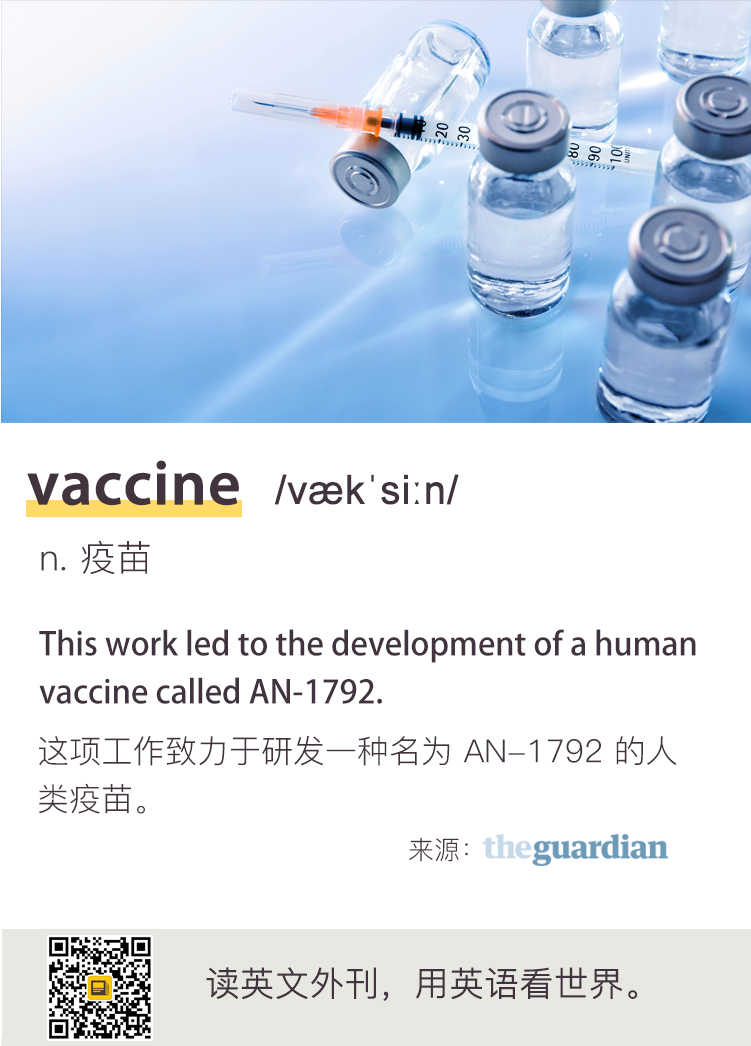 20 30
80 90 100
UNITS
vaccine /vækˈsiːn/
n. 疫苗
This work led to the development of a human
vaccine called AN-1792.
这项工作致力于研发一种名为 AN–1792 的人
类疫苗。
来源：theguardian
读英文外刊，用英语看世界。